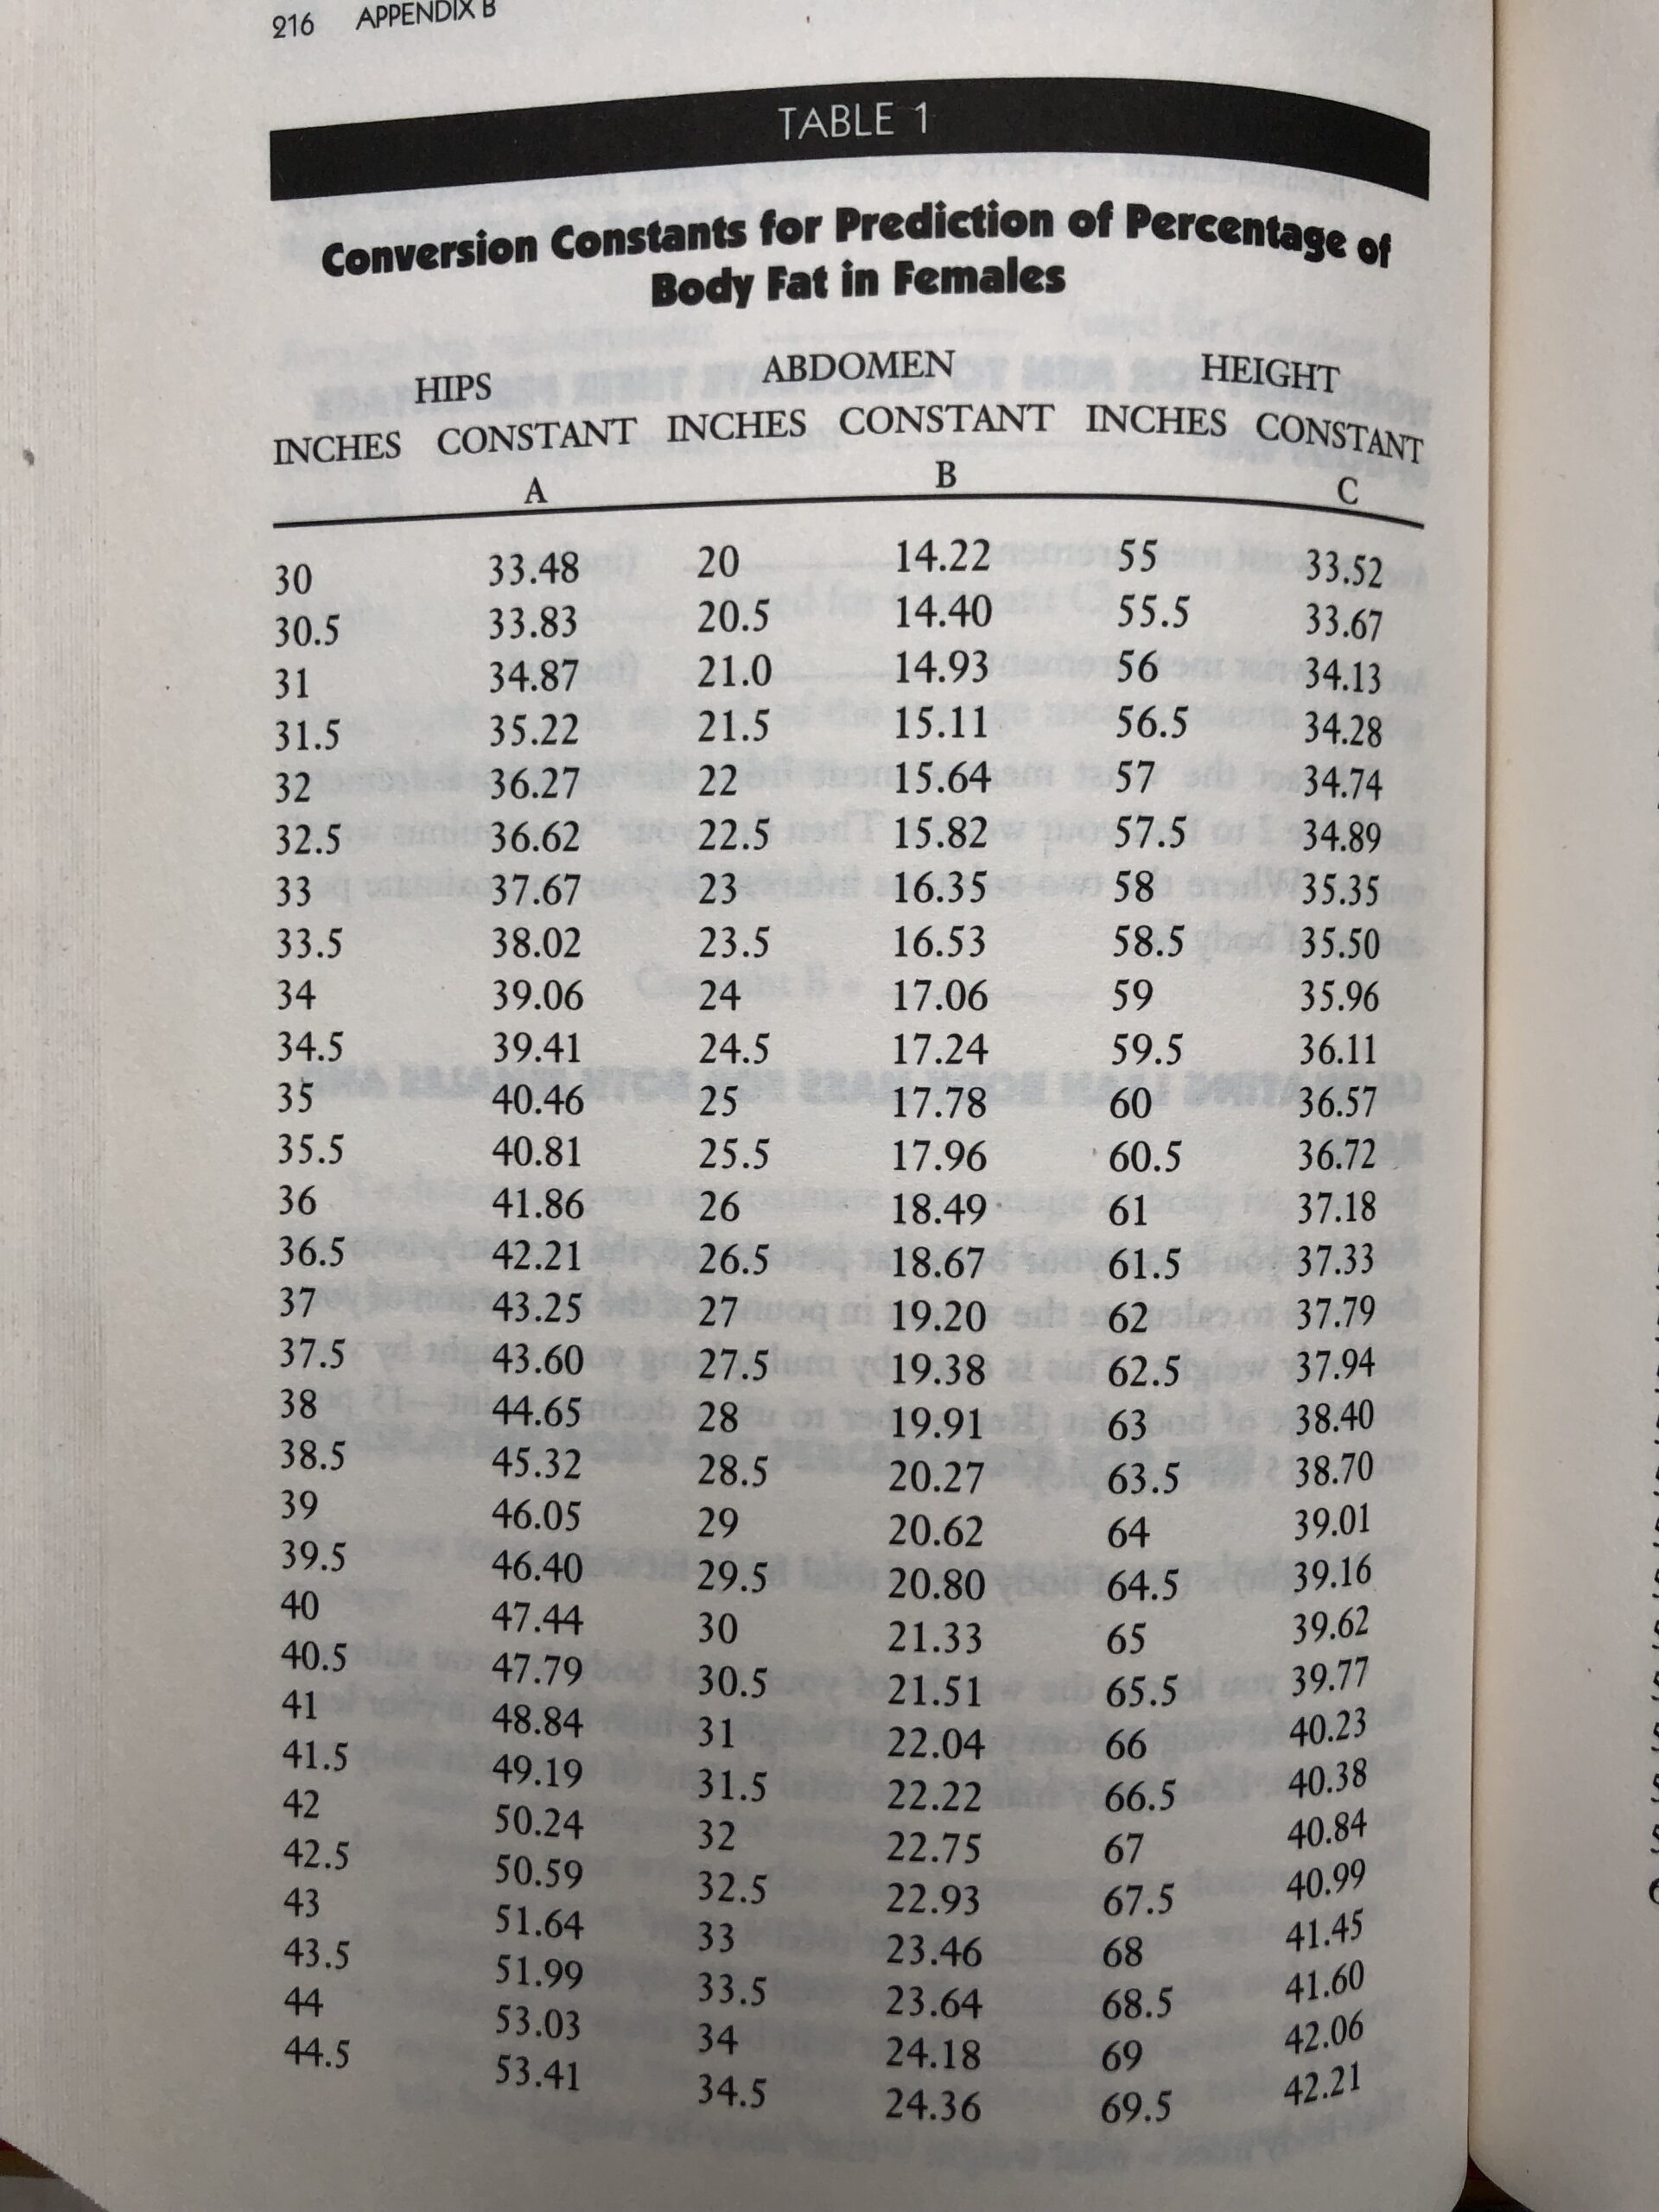 216 APPENDIX B
TABLE 1
Conversion Constants for Prediction of Percentage of
Body Fat in Females
HIPS ABDOMEN HEIGHT
INCHES CONSTANT INCHES CONSTANT INCHES CONSTANT
A B C
30 33.48 20 14.22 55 33.52
30.5 33.83 20.5 14.40 55.5 33.67
31 34.87 21.0 14.93 56 34.13
31.5 35.22 21.5 15.11 56.5 34.28
32 36.27 22 15.64 57 34.74
32.5 36.62 22.5 15.82 57.5 34.89
33 37.67 23 16.35 58 35.35
33.5 38.02 23.5 16.53 58.5 35.50
34 39.06 24 17.06 59 35.96
34.5 39.41 24.5 17.24 59.5 36.11
35 40.46 25 17.78 60 36.57
35.5 40.81 25.5 17.96 60.5 36.72
36 41.86 26 18.49 61 37.18
36.5 42.21 26.5 18.67 61.5 37.33
37 43.25 27 19.20 62 37.79
37.5 43.60 27.5 19.38 62.5 37.94
38 44.65 28 19.91 63 38.40
38.5 45.32 28.5 20.27 63.5 38.70
39 46.05 29 20.62 64 39.01
39.5 46.40 29.5 20.80 64.5 39.16
40 47.44 30 21.33 65 39.62
40.5 47.79 30.5 21.51 65.5 39.77
41 48.84 31 22.04 66 40.23
41.5 49.19 31.5 22.22 66.5 40.38
42 50.24 32 22.75 67 40.84
42.5 50.59 32.5 22.93 67.5 40.99
43 51.64 33 23.46 68 41.45
43.5 51.99 33.5 23.64 68.5 41.60
44 53.03 34 24.18 69 42.06
44.5 53.41 34.5 24.36 69.5 42.21